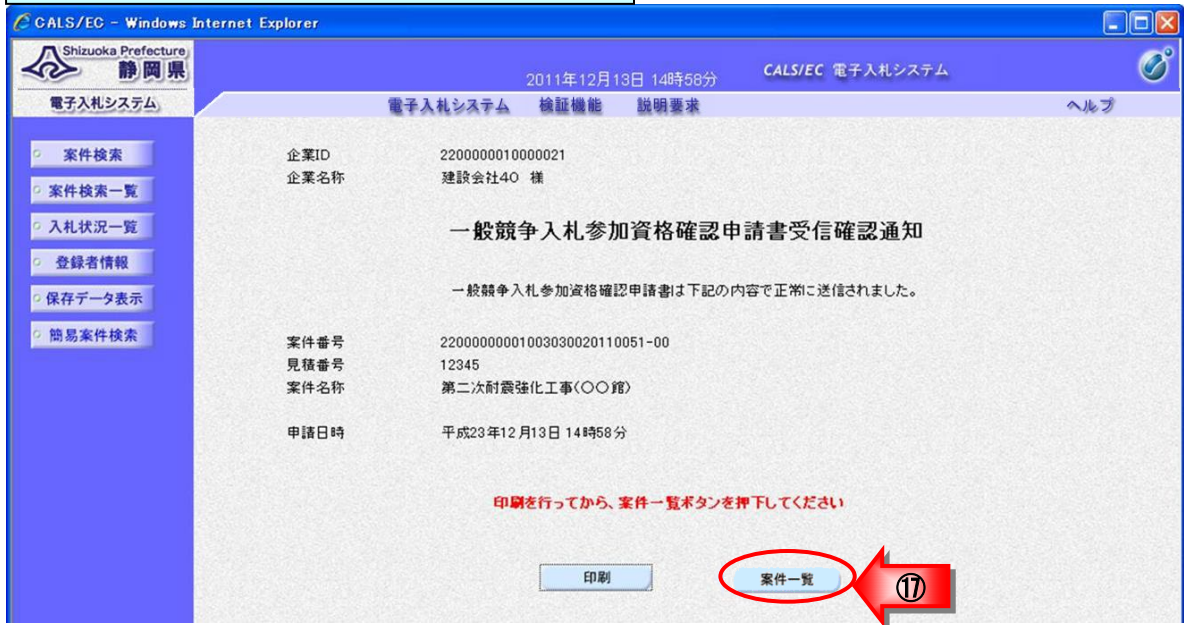 CALS/EC - Windows Internet Explorer
Shizuoka Prefecture
静岡県
2011年12月13日 14時58分
CALS/EC 電子入札システム
電子入札システム
電子入札システム 検証機能 説明要求 ヘルプ
案件検索
案件検索一覧
入札状況一覧
登録者情報
保存データ表示
簡易案件検索
企業ID 2200000010000021
企業名称 建設会社40 様
一般競争入札参加資格確認申請書受信確認通知
一般競争入札参加資格確認申請書は下記の内容で正常に送信されました。
案件番号 22000000001003030020110051-00
見積番号 12345
案件名称 第二次耐震強化工事(○○館)
申請日時 平成23年12月13日 14時58分
印刷を行ってから、案件一覧ボタンを押下してください
印刷
案件一覧
⑰